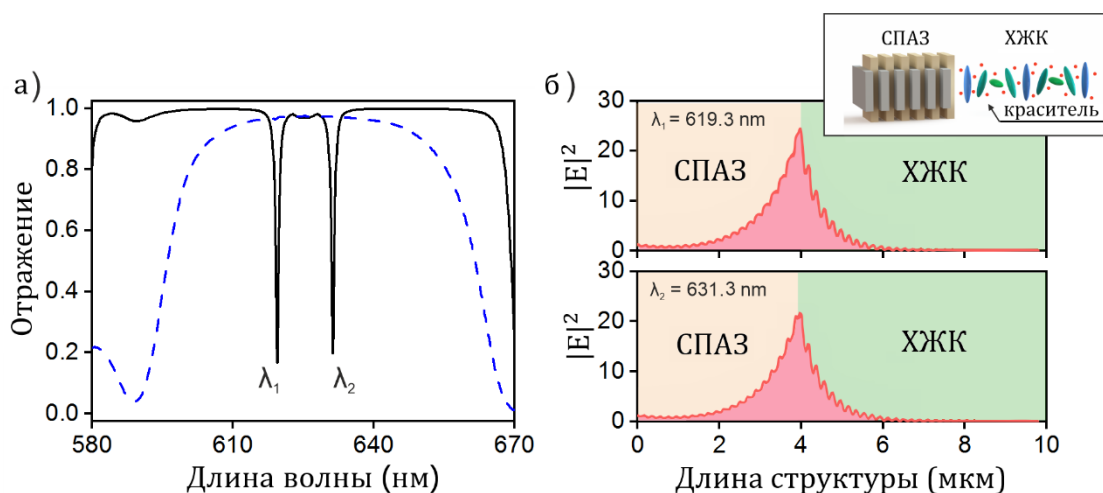 а)
Отражение
1.0
0.8
0.6
0.4
0.2
0.0
λ₁
λ₂
580
610
640
670
Длина волны (нм)
б)
СПАЗ
ХЖК
краситель
30
20
10
0
|E|²
λ₁ = 619.3 nm
СПАЗ
ХЖК
30
20
10
0
|E|²
λ₂ = 631.3 nm
СПАЗ
ХЖК
0
2
4
6
8
10
Длина структуры (мкм)